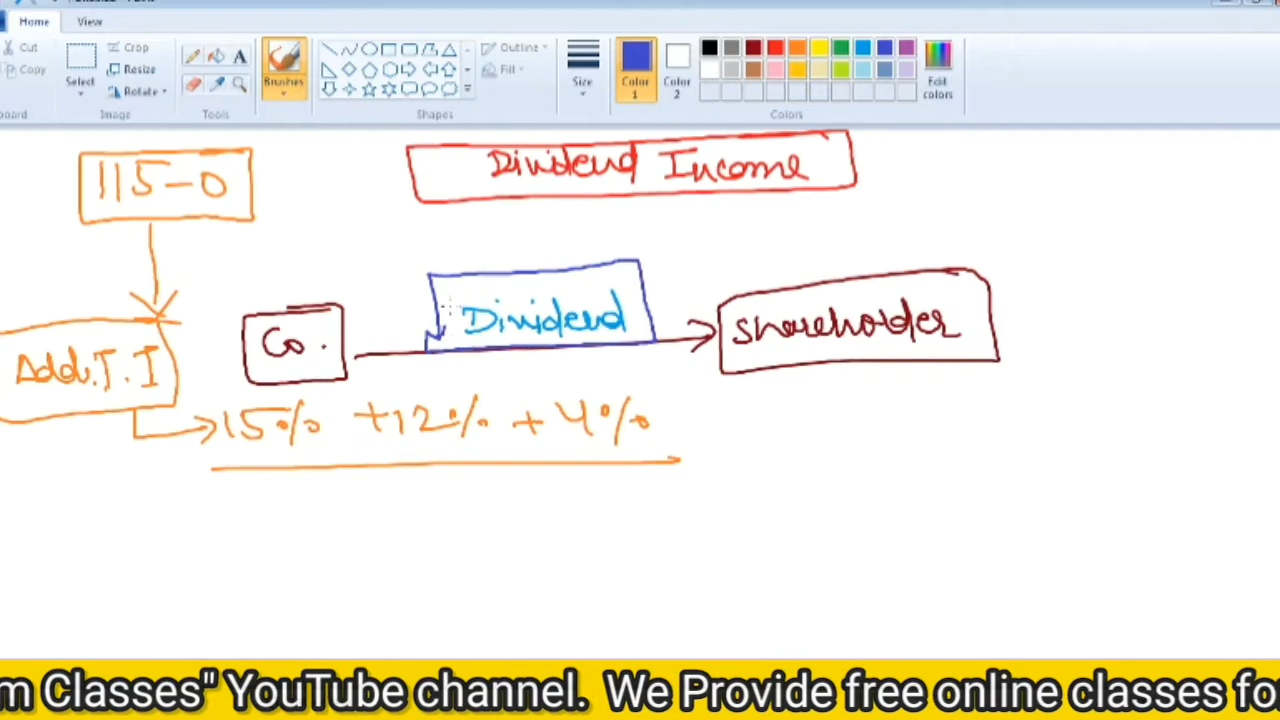 Home View
Cut
Copy
Select
Crop
Resize
Rotate
Image
A
Tools
Brushes
Shapes
Outline
Fill
Size
Color 1
Color 2
Edit colors
Colors
115-O
Dividend Income
Co.
Dividend
Shareholder
Add.T.I
15% +12% + 4%
m Classes" YouTube channel. We Provide free online classes fo